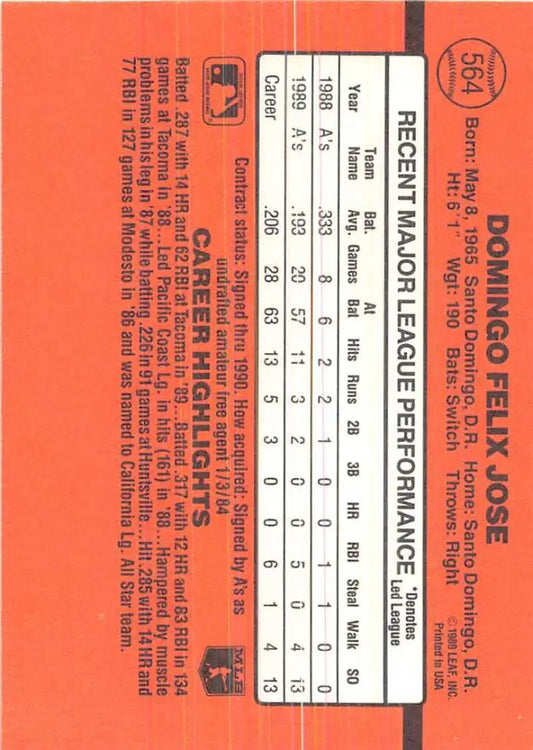 564
DOMINGO FELIX JOSE
Born: May 8, 1965 Santo Domingo, D.R. Home: Santo Domingo, D.R.
Ht: 6'1" Wgt: 190 Bats: Switch Throws: Right
© 1989 LEAF, INC.
Printed in USA
RECENT MAJOR LEAGUE PERFORMANCE *Denotes Led League
Year Team Name Bat. Avg. Games At Bat Hits Runs 2B 3B HR RBI Steal Walk SO
1988 A's .333 8 6 2 2 1 0 0 1 1 0 0
1989 A's .193 20 57 11 3 2 0 0 5 0 4 13
Career .206 28 63 13 5 3 0 0 6 1 4 13
Contract status: Signed thru 1990. How acquired: Signed by A's as
undrafted amateur free agent 1/3/84
MLB
CAREER HIGHLIGHTS
Batted .287 with 14 HR and 62 RBI at Tacoma in '89...Batted .317 with 12 HR and 83 RBI in 134
games at Tacoma in '88...Led Pacific Coast Lg. in hits (161) in '88....Hampered by muscle
problems in his leg in '87 while batting .226 in 91 games at Huntsville...Hit .285 with 14 HR and
77 RBI in 127 games at Modesto in '86 and was named to California Lg. All Star team.